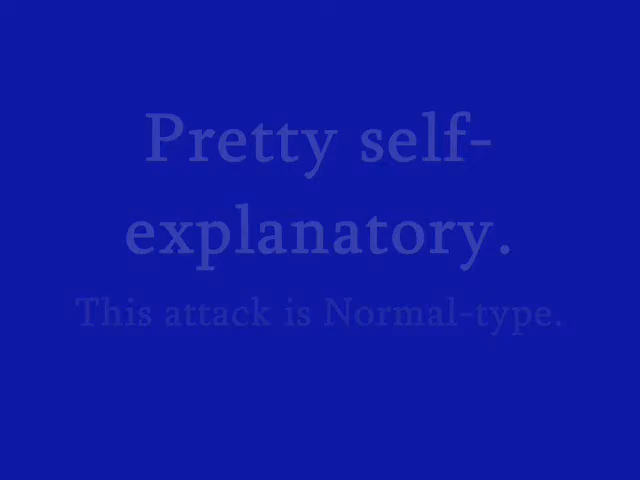 Pretty self-
explanatory.
This attack is Normal-type.